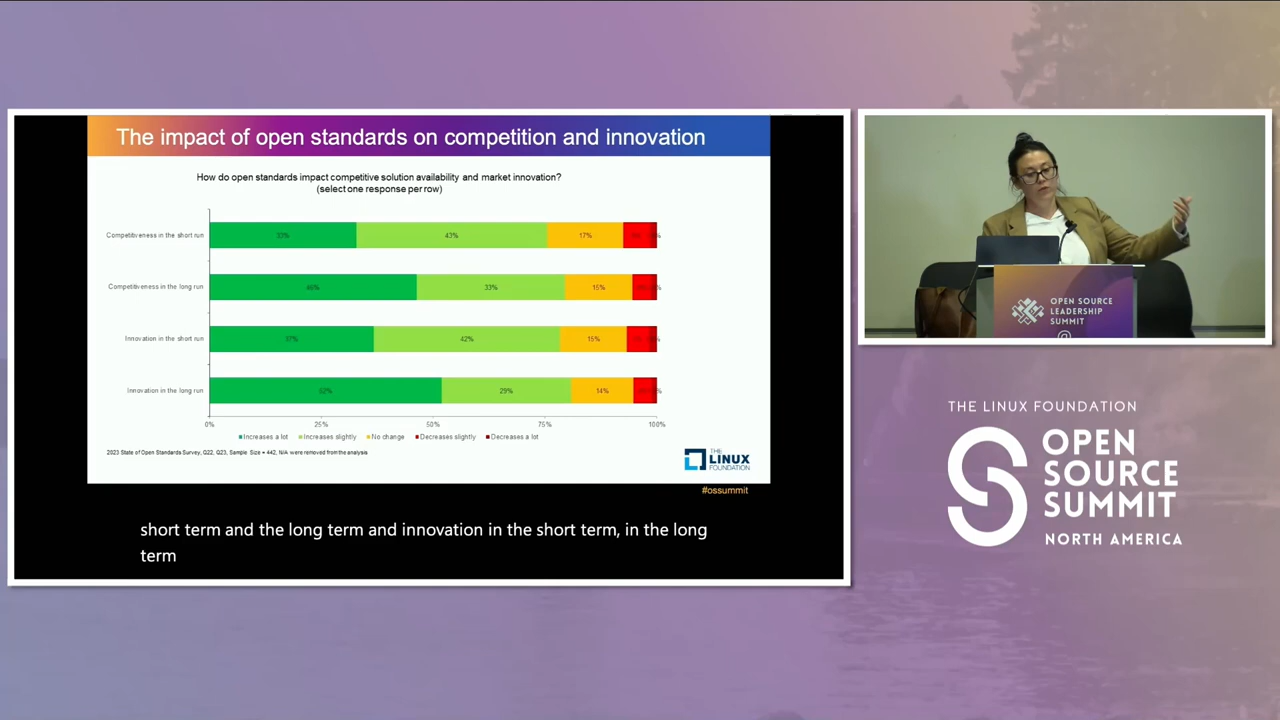 The impact of open standards on competition and innovation
How do open standards impact competitive solution availability and market innovation?
(select one response per row)
Competitiveness in the short run
33%
43%
17%
Competitiveness in the long run
46%
33%
15%
Innovation in the short run
37%
42%
15%
Innovation in the long run
52%
29%
14%
0%
25%
50%
75%
100%
Increases a lot
Increases slightly
No change
Decreases slightly
Decreases a lot
2023 State of Open Standards Survey, Q22, Q23, Sample Size = 442, N/A were removed from the analysis
THE
LINUX
FOUNDATION
#ossummit
short term and the long term and innovation in the short term, in the long
term
OPEN SOURCE
LEADERSHIP
SUMMIT
THE LINUX FOUNDATION
OPEN
SOURCE
SUMMIT
NORTH AMERICA